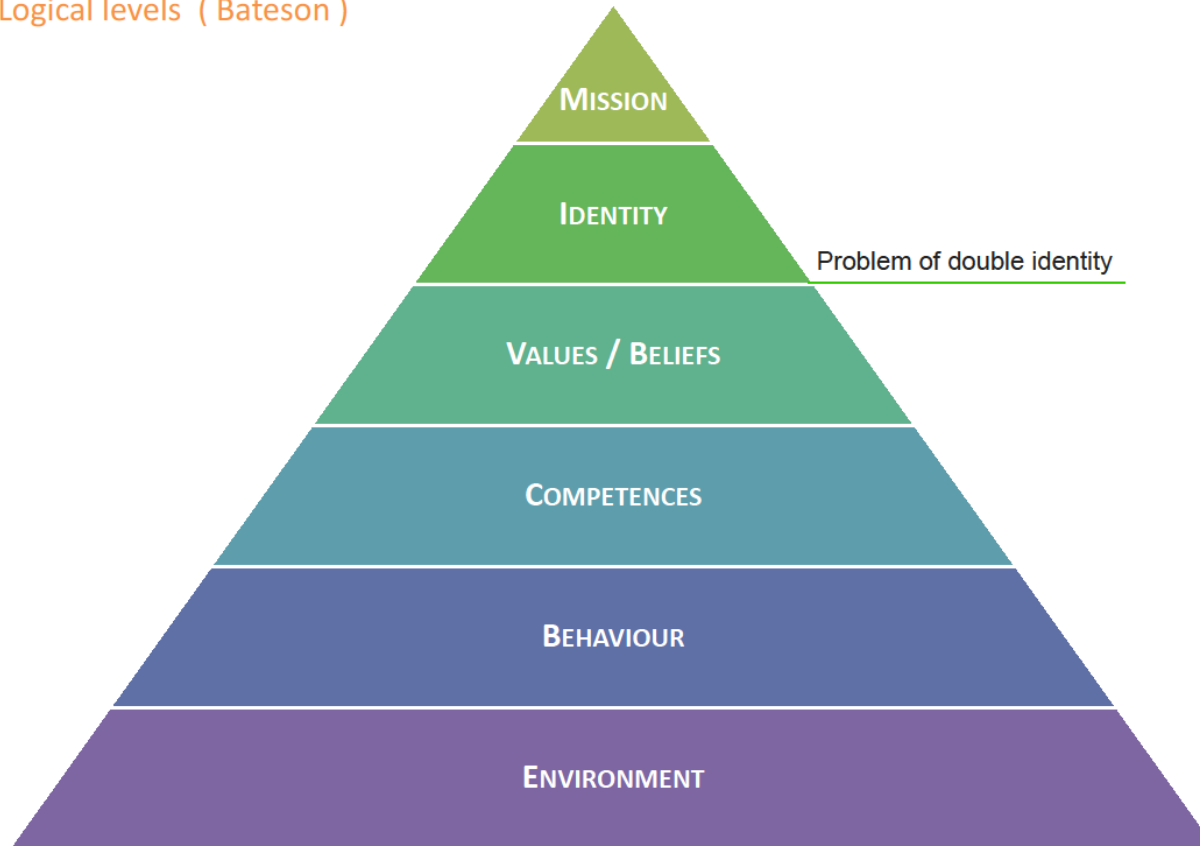 Logical levels ( Bateson )
MISSION
IDENTITY
Problem of double identity
VALUES / BELIEFS
COMPETENCES
BEHAVIOUR
ENVIRONMENT